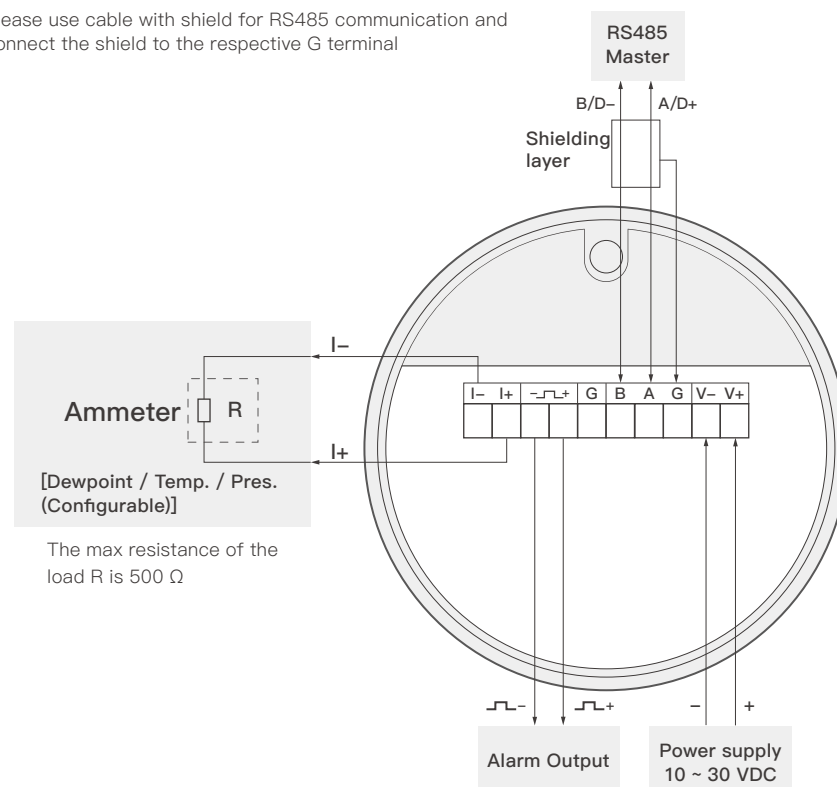 ease use cable with shield for RS485 communication and
onnect the shield to the respective G terminal
RS485
Master
B/D– A/D+
Shielding
layer
I–
I– I+ – + G B A G V– V+
Ammeter R
I+
[Dewpoint / Temp. / Pres.
(Configurable)]
The max resistance of the
load R is 500 Ω
– + – +
Alarm Output
Power supply
10 ~ 30 VDC